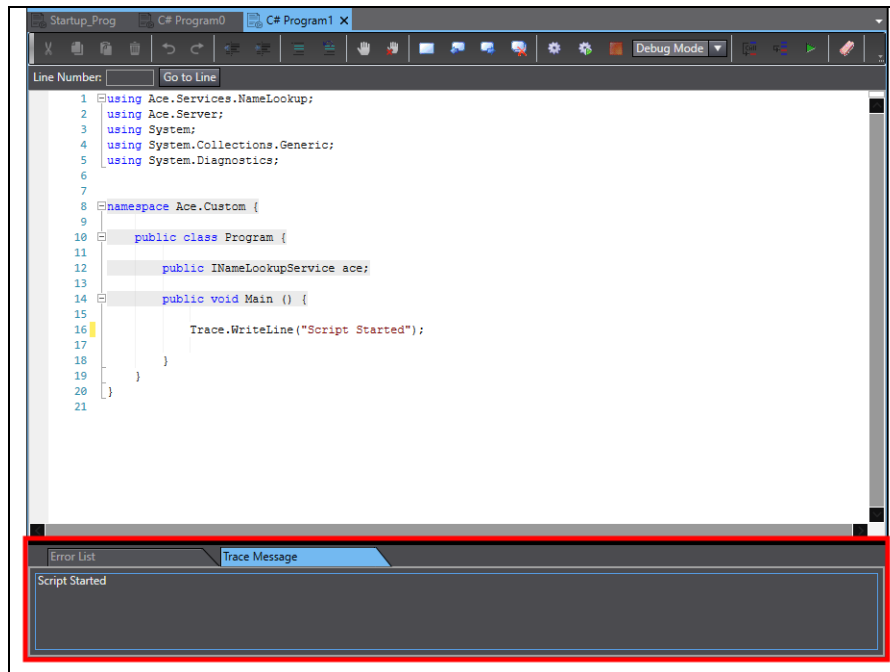 Startup_Prog C# Program0 C# Program1
Debug Mode
Line Number: Go to Line
1 using Ace.Services.NameLookup;
2 using Ace.Server;
3 using System;
4 using System.Collections.Generic;
5 using System.Diagnostics;
6
7
8 namespace Ace.Custom {
9
10 public class Program {
11
12 public INameLookupService ace;
13
14 public void Main () {
15
16 Trace.WriteLine("Script Started");
17
18 }
19 }
20 }
21
Error List Trace Message
Script Started